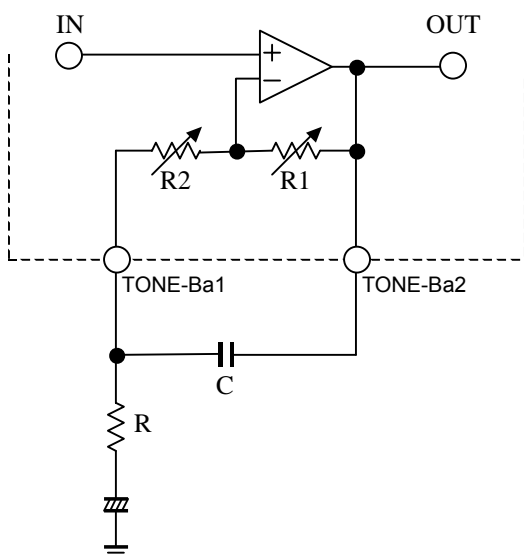 IN
OUT
+
−
R2
R1
TONE-Ba1
TONE-Ba2
C
R